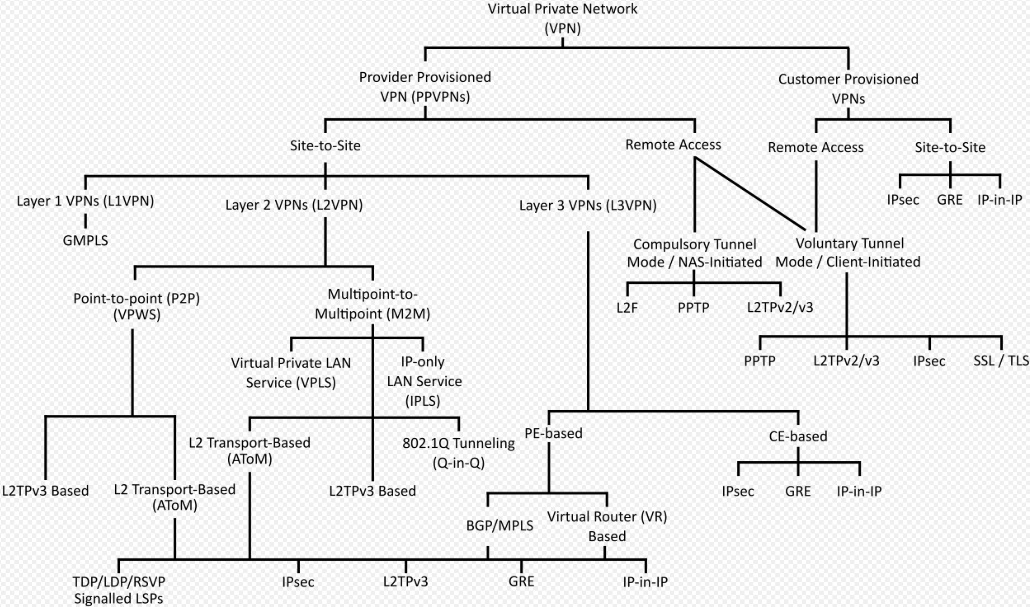 Virtual Private Network
(VPN)
Provider Provisioned
VPN (PPVPNs)
Customer Provisioned
VPNs
Site-to-Site
Remote Access
Remote Access
Site-to-Site
Layer 1 VPNs (L1VPN)
Layer 2 VPNs (L2VPN)
Layer 3 VPNs (L3VPN)
IPsec
GRE
IP-in-IP
GMPLS
Compulsory Tunnel
Mode / NAS-Initiated
Voluntary Tunnel
Mode / Client-Initiated
Point-to-point (P2P)
(VPWS)
Multipoint-to-
Multipoint (M2M)
L2F
PPTP
L2TPv2/v3
Virtual Private LAN
Service (VPLS)
IP-only
LAN Service
(IPLS)
PPTP
L2TPv2/v3
IPsec
SSL / TLS
L2 Transport-Based
(AToM)
802.1Q Tunneling
(Q-in-Q)
PE-based
CE-based
L2TPv3 Based
L2 Transport-Based
(AToM)
L2TPv3 Based
IPsec
GRE
IP-in-IP
BGP/MPLS
Virtual Router (VR)
Based
TDP/LDP/RSVP
Signalled LSPs
IPsec
L2TPv3
GRE
IP-in-IP